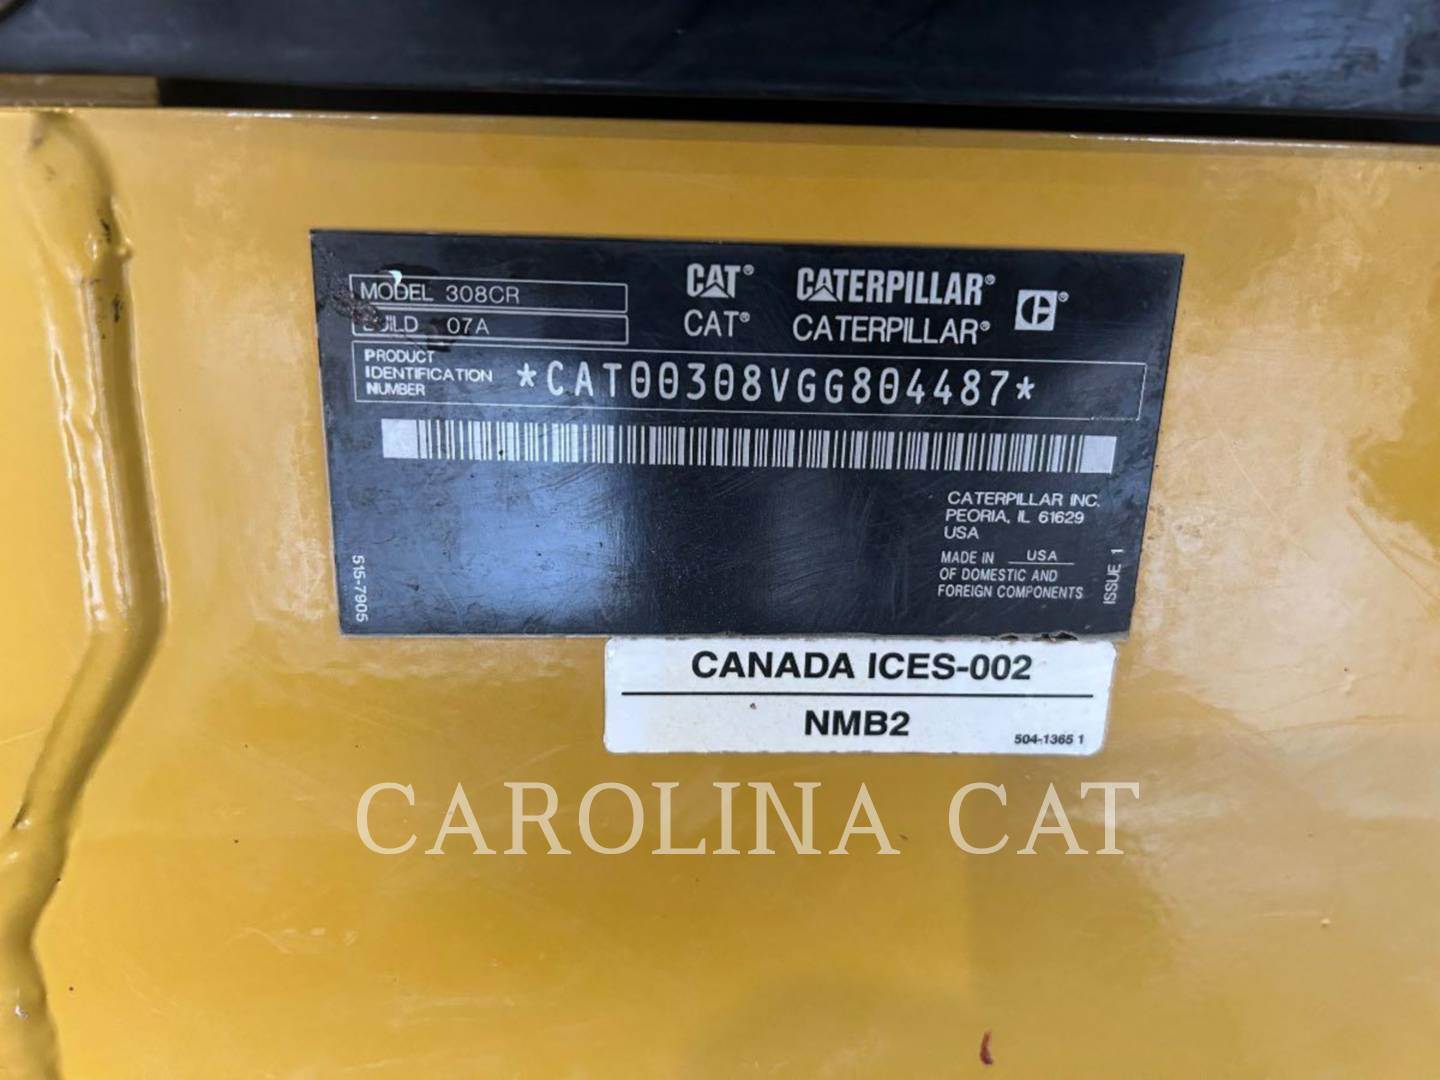 MODEL 308CR
BUILD 07A
CAT® CATERPILLAR®
CAT® CATERPILLAR® C®
PRODUCT
IDENTIFICATION
NUMBER
*CAT00308VGG804487*
CATERPILLAR INC.
PEORIA, IL 61629
USA
MADE IN USA
OF DOMESTIC AND
FOREIGN COMPONENTS
515-7905
ISSUE 1
CANADA ICES-002
NMB2
504-1365 1
CAROLINA CAT